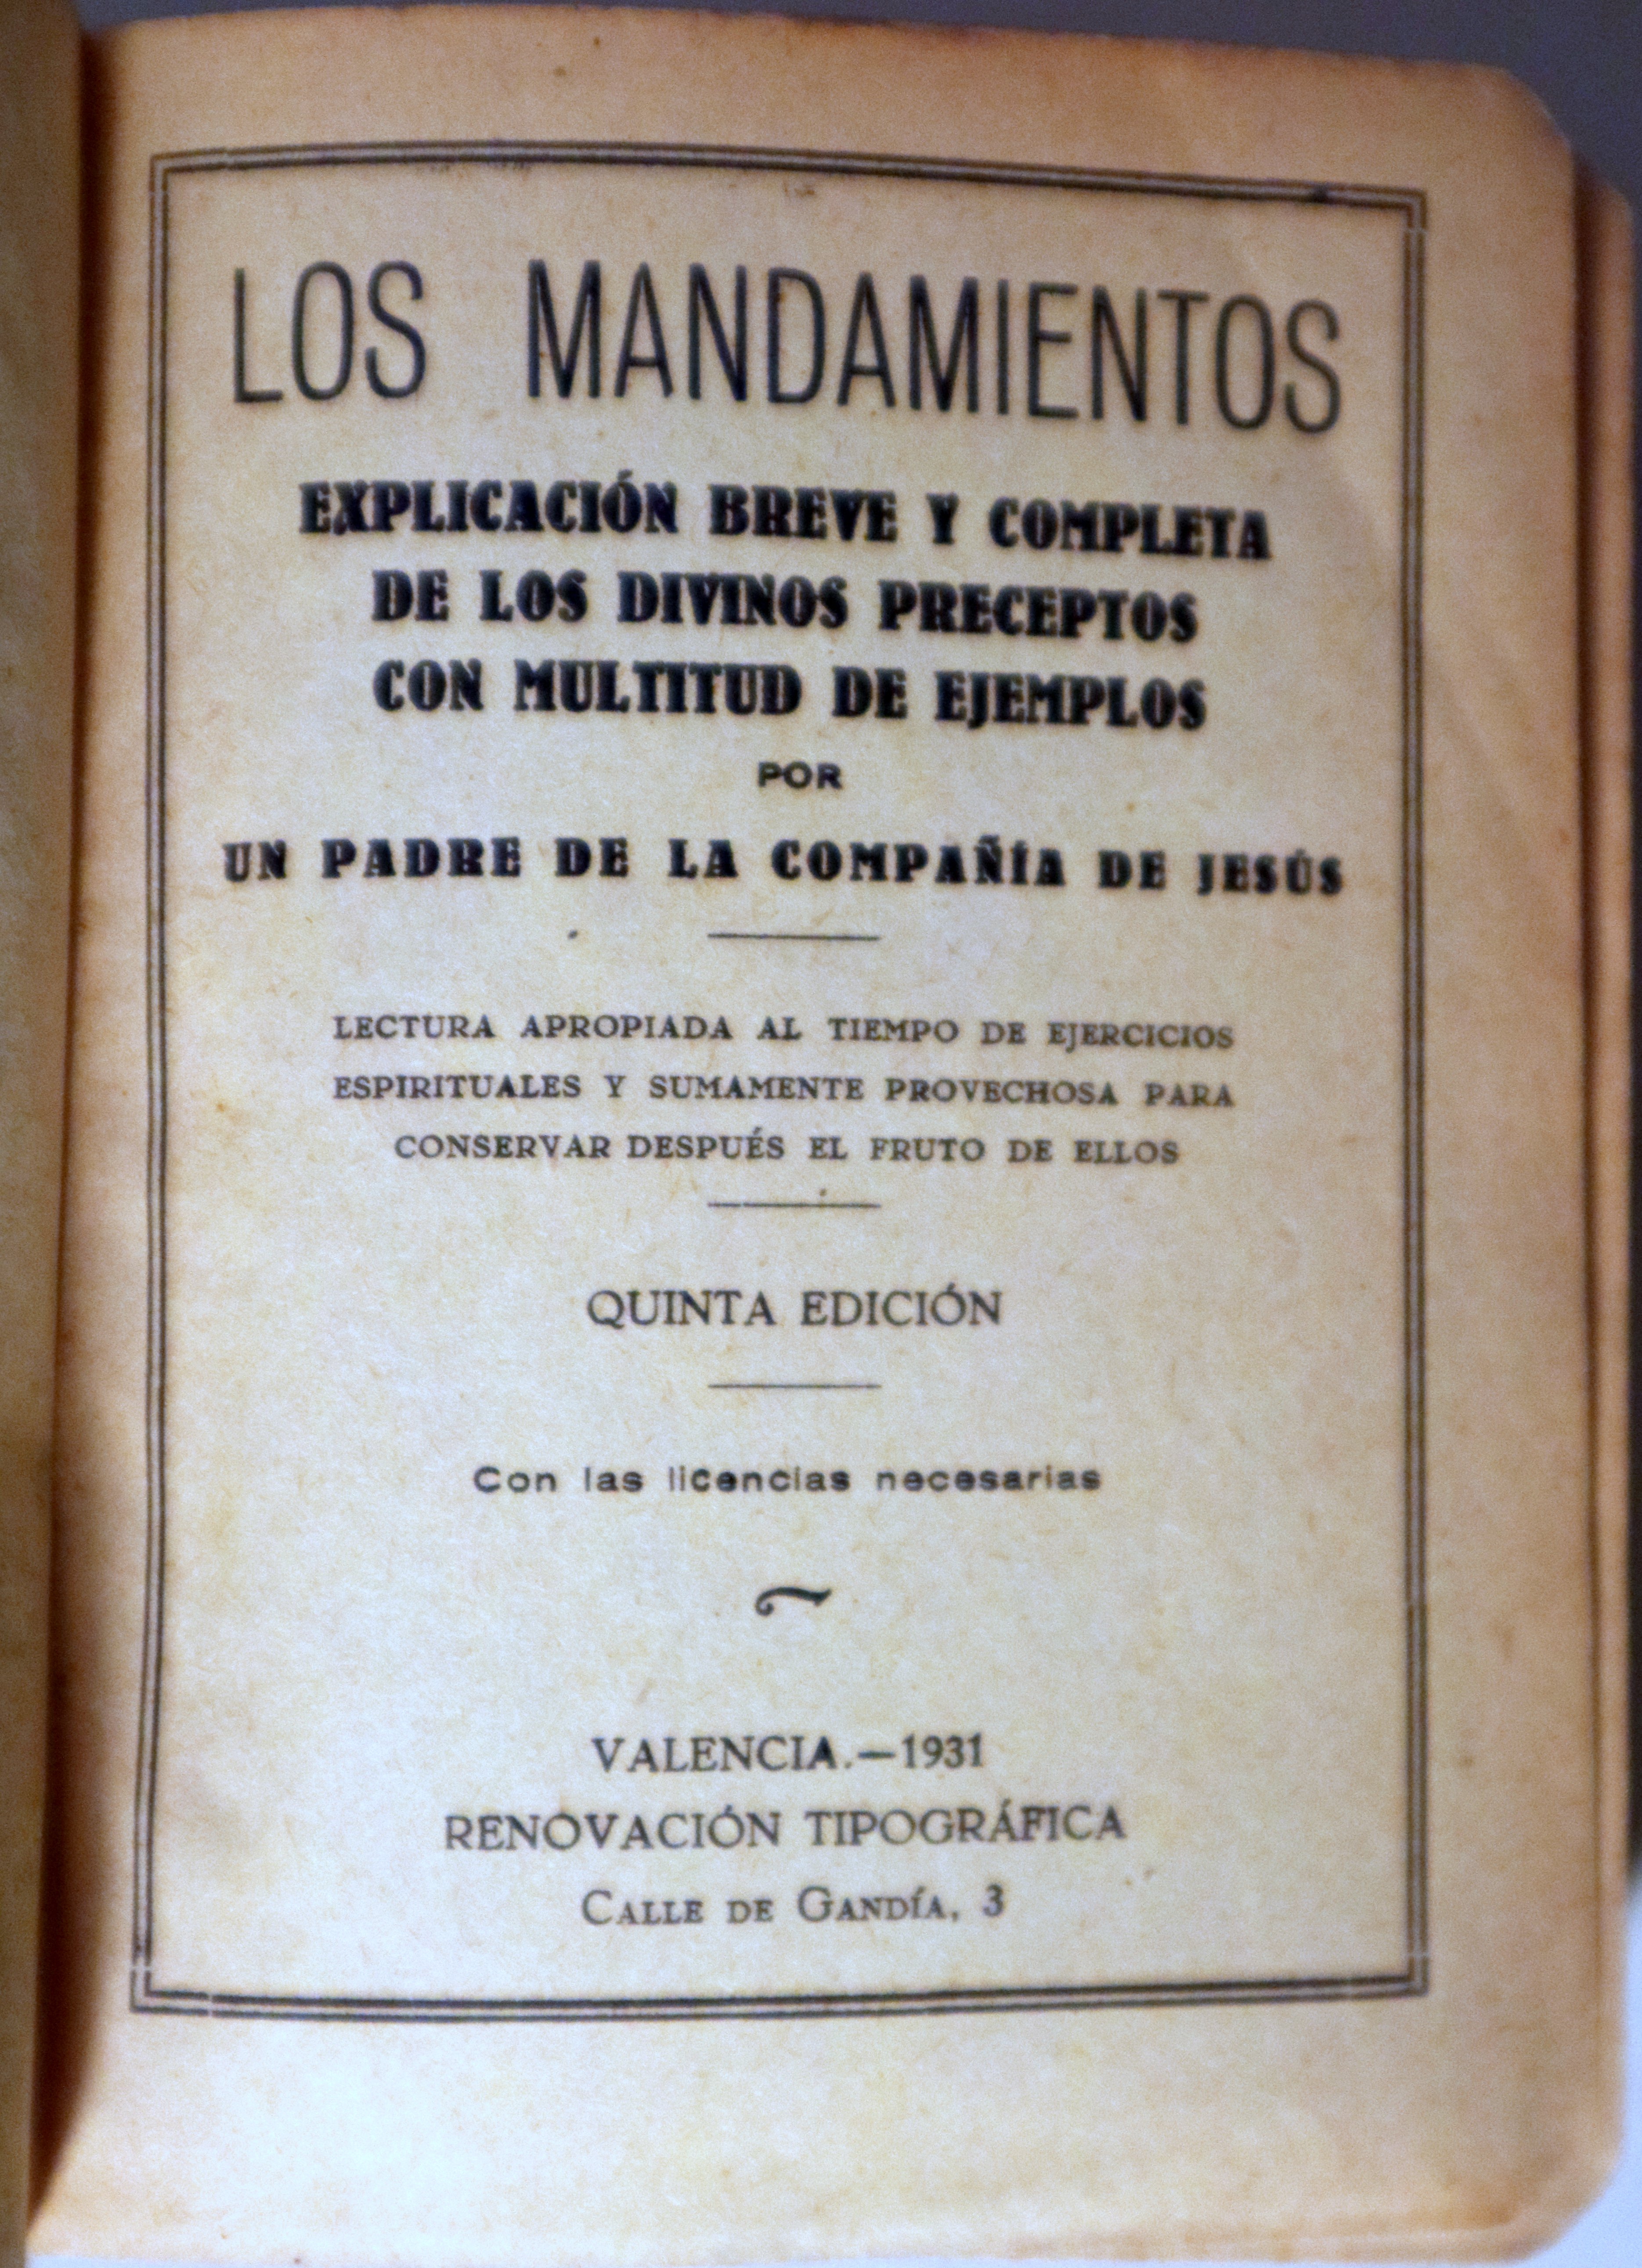 LOS MANDAMIENTOS
EXPLICACIÓN BREVE Y COMPLETA
DE LOS DIVINOS PRECEPTOS
CON MULTITUD DE EJEMPLOS
POR
UN PADRE DE LA COMPAÑÍA DE JESÚS
LECTURA APROPIADA AL TIEMPO DE EJERCICIOS
ESPIRITUALES Y SUMAMENTE PROVECHOSA PARA
CONSERVAR DESPUÉS EL FRUTO DE ELLOS
QUINTA EDICIÓN
Con las licencias necesarias
VALENCIA.—1931
RENOVACIÓN TIPOGRÁFICA
CALLE DE GANDÍA, 3